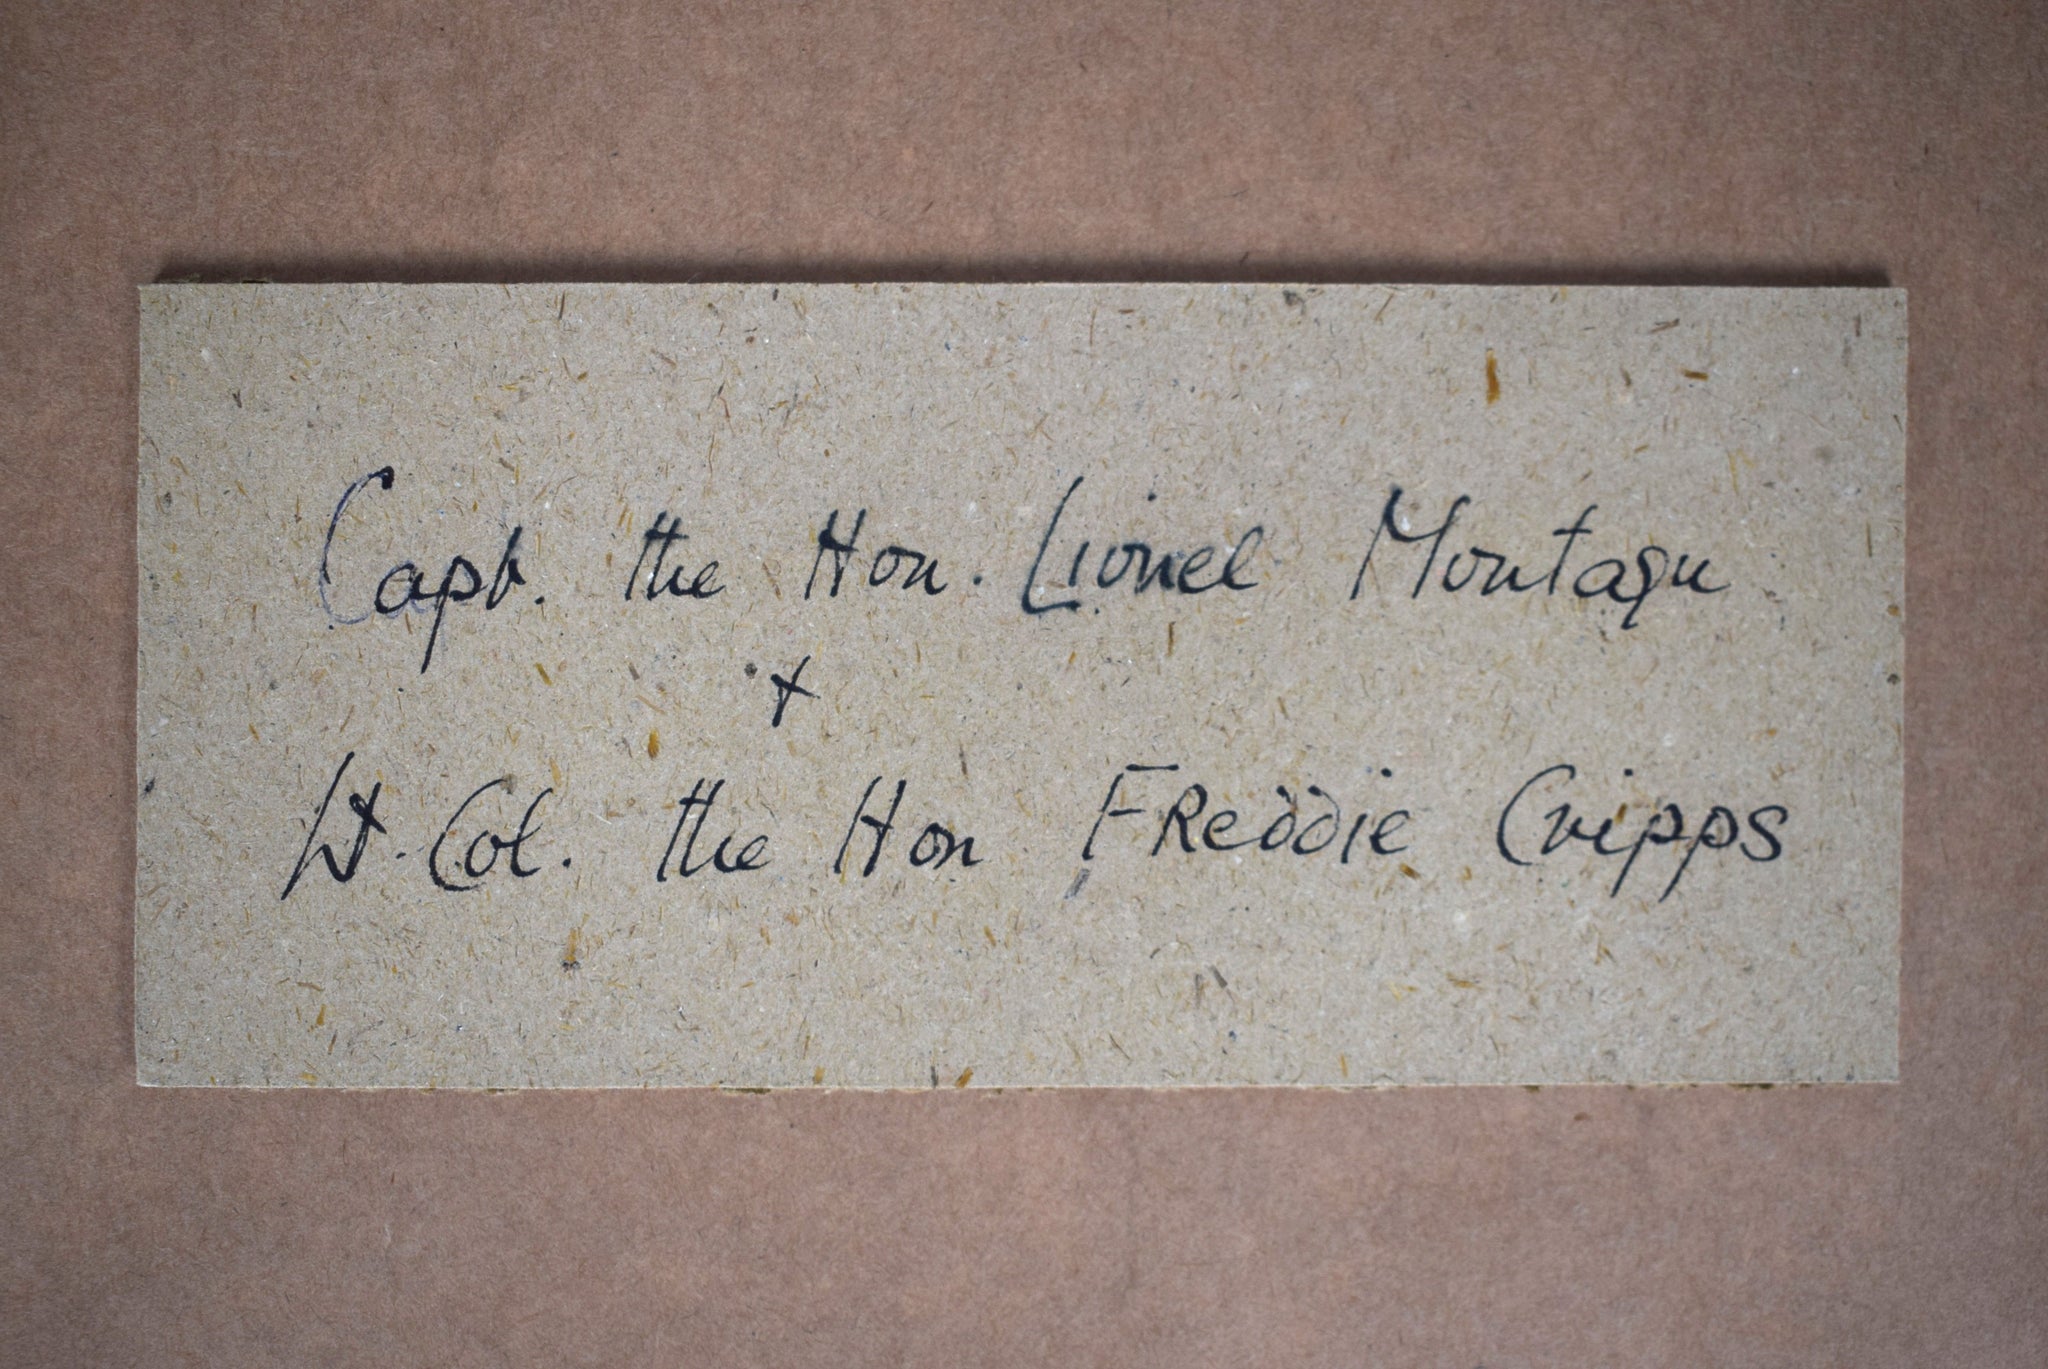 Capt. the Hon. Lionel Montagu
+
Lt. Col. the Hon Freddie Cripps